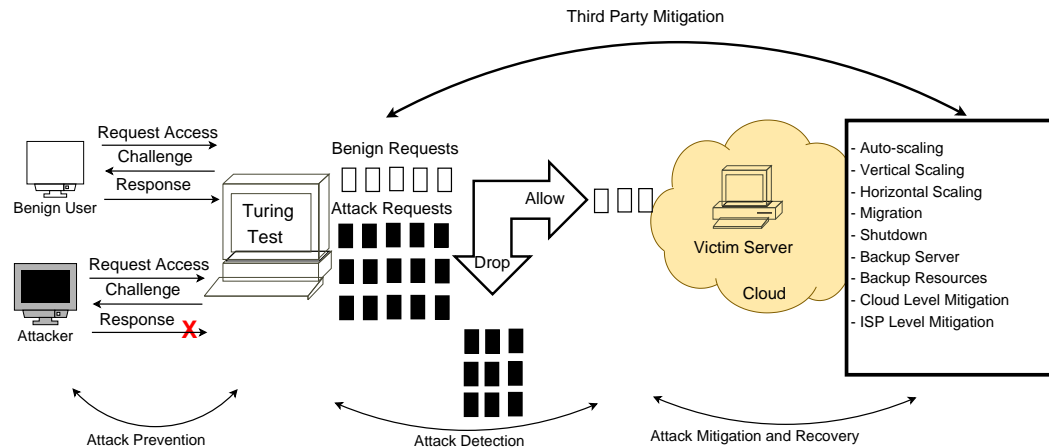 Third Party Mitigation
Request Access
Challenge
Response
Benign User
Request Access
Challenge
Response
X
Attacker
Turing
Test
Benign Requests
Attack Requests
Allow
Drop
Victim Server
Cloud
- Auto-scaling
- Vertical Scaling
- Horizontal Scaling
- Migration
- Shutdown
- Backup Server
- Backup Resources
- Cloud Level Mitigation
- ISP Level Mitigation
Attack Prevention
Attack Detection
Attack Mitigation and Recovery